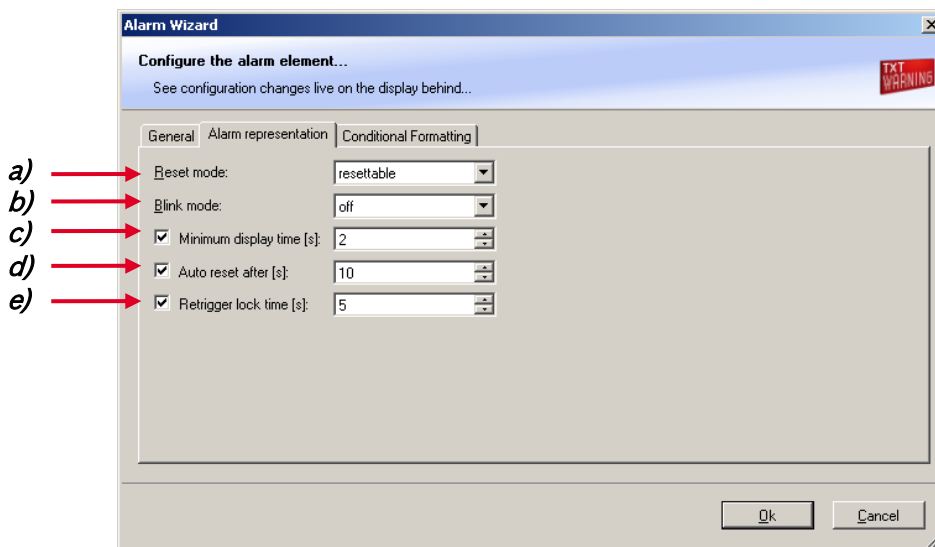 Alarm Wizard
Configure the alarm element...
See configuration changes live on the display behind...
TXT
WARNING
General Alarm representation Conditional Formatting
a) Reset mode: resettable
b) Blink mode: off
c) Minimum display time [s]: 2
d) Auto reset after [s]: 10
e) Retrigger lock time [s]: 5
Ok Cancel